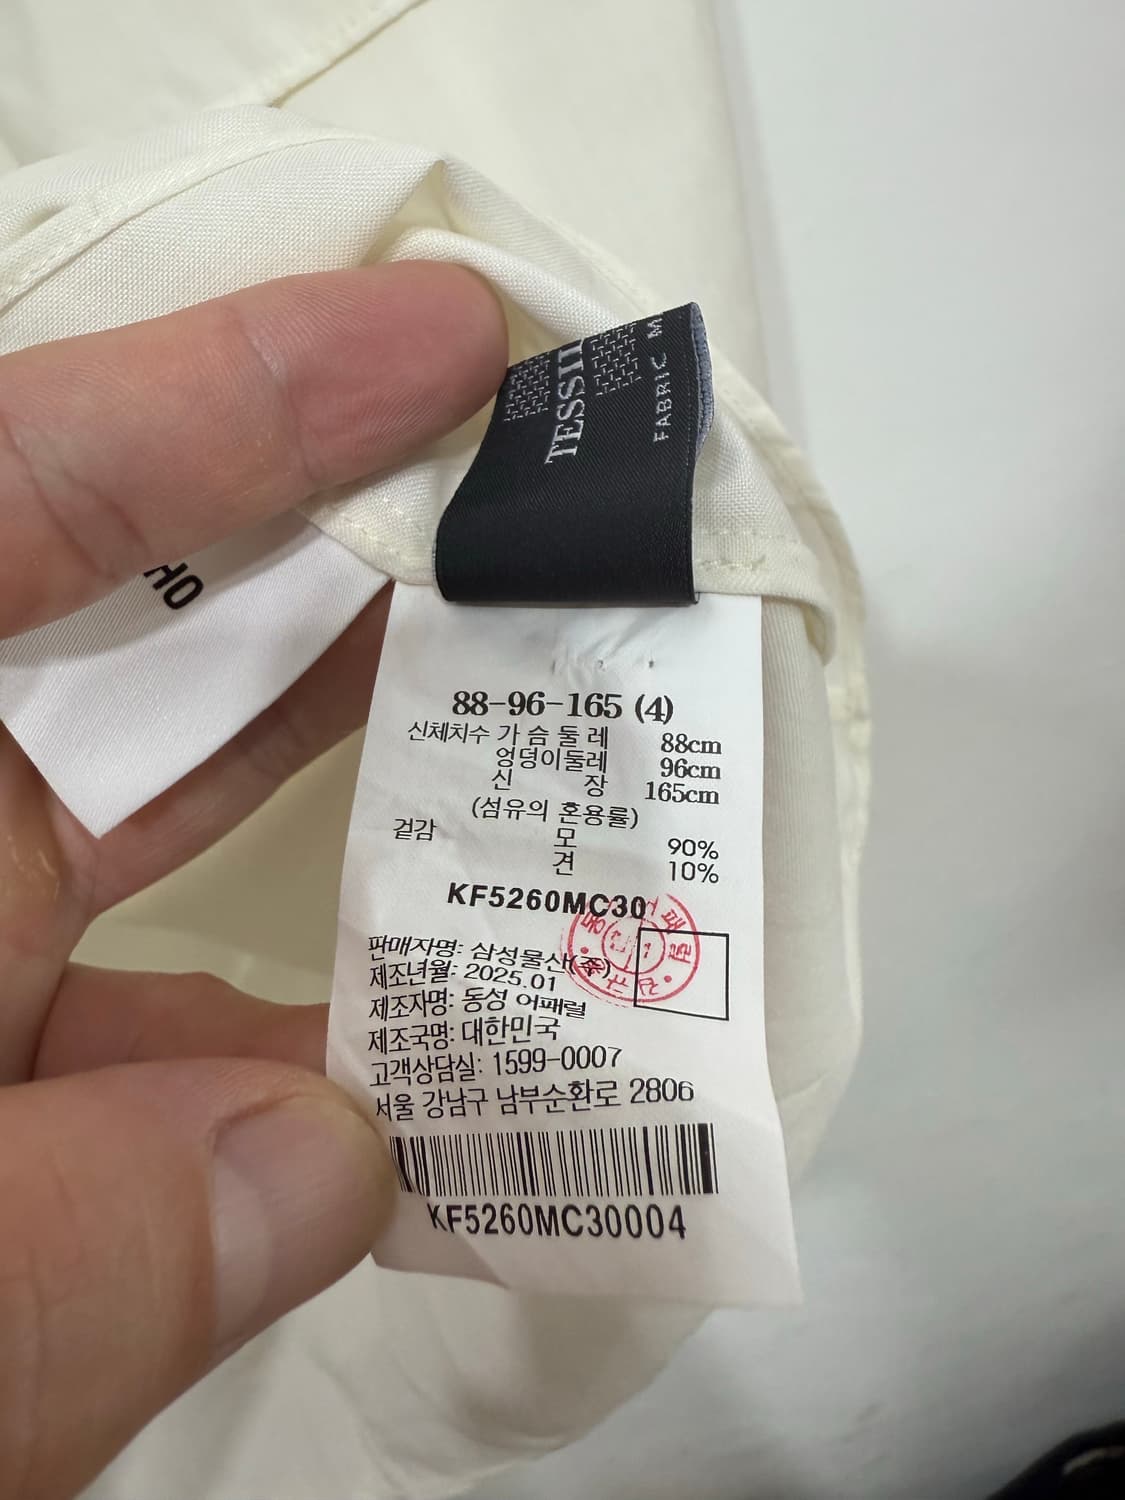 TESSIL
FABRIC M
HO
88-96-165 (4)
신체치수 가 슴 둘 레 88cm
엉덩이둘레 96cm
신 장 165cm
(섬유의 혼용률)
겉감 모 90%
견 10%
KF5260MC30
판매자명: 삼성물산(주)
제조년월: 2025.01
제조자명: 동성 어패럴
제조국명: 대한민국
고객상담실: 1599-0007
서울 강남구 남부순환로 2806
KF5260MC30004